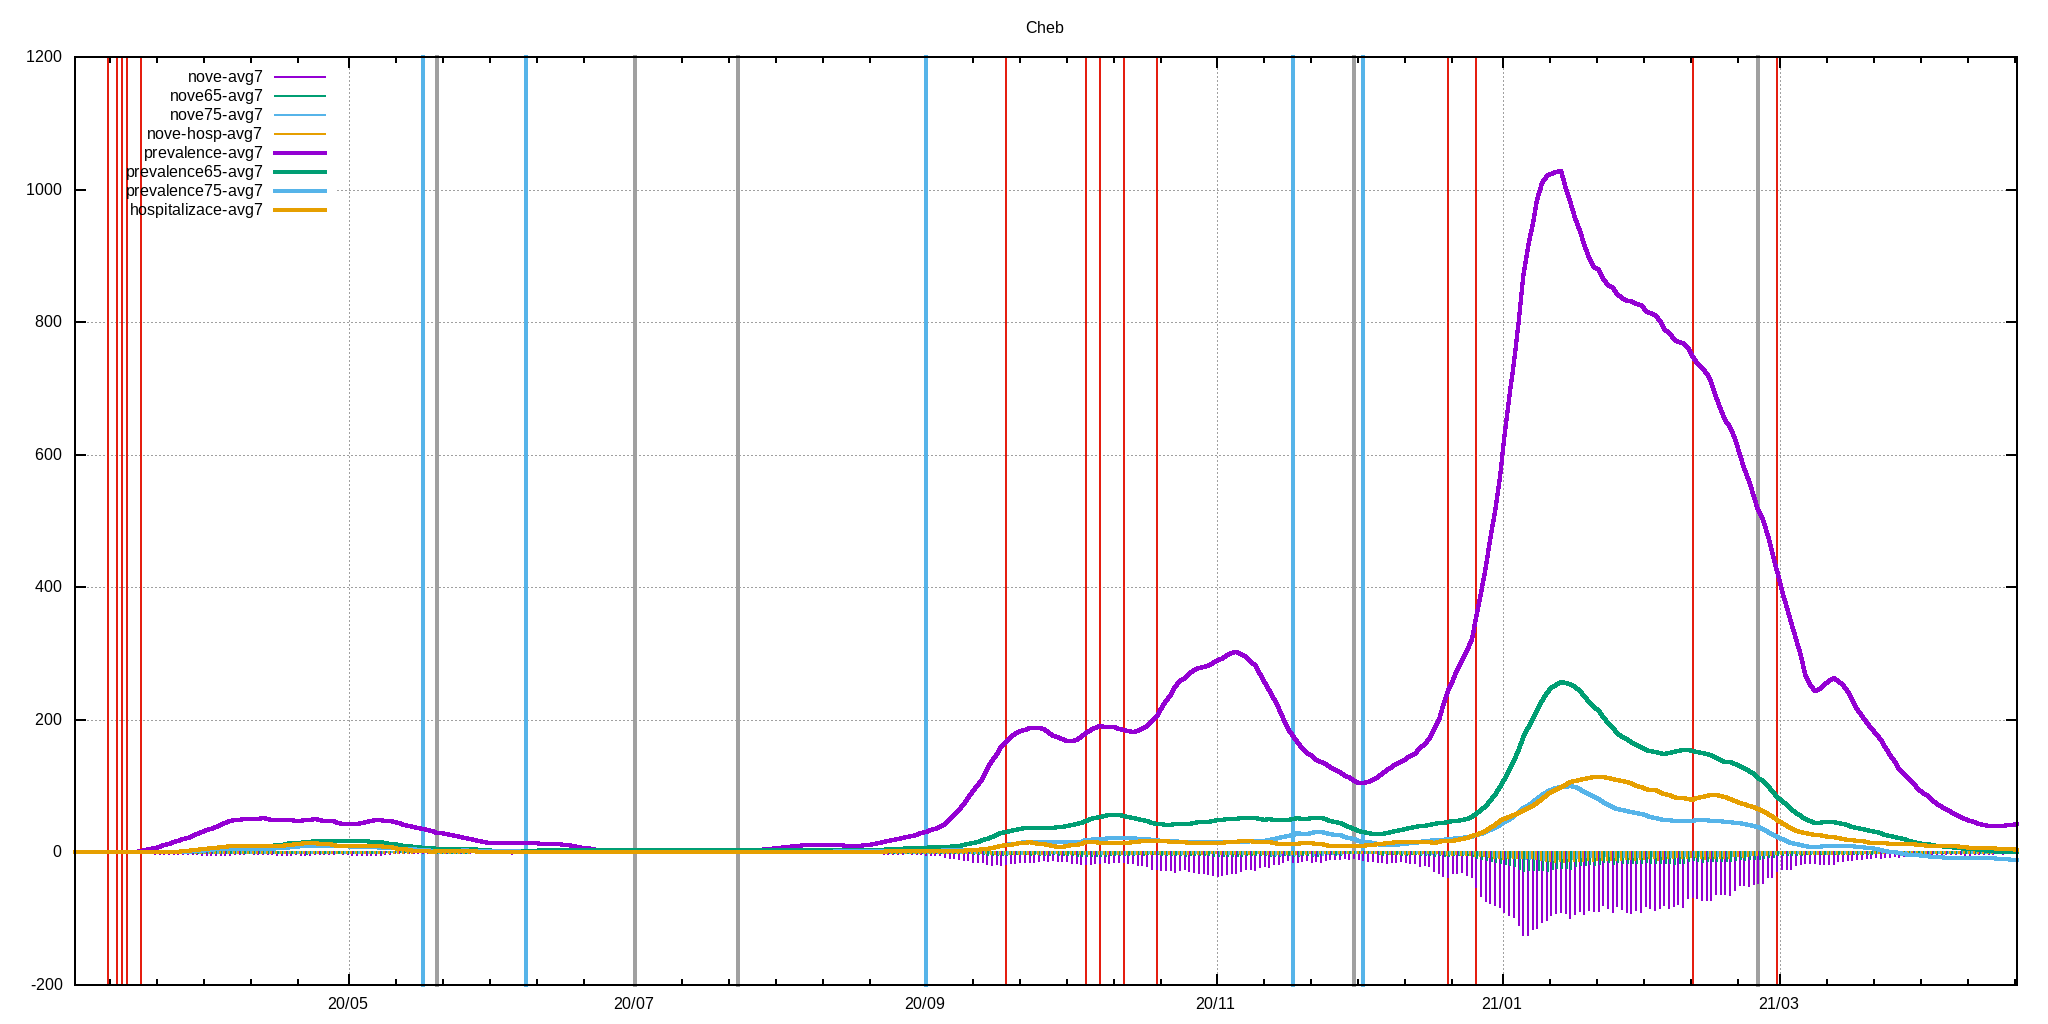 Cheb
1200
1000
800
600
400
200
0
-200
nove-avg7
nove65-avg7
nove75-avg7
nove-hosp-avg7
prevalence-avg7
prevalence65-avg7
prevalence75-avg7
hospitalizace-avg7
20/05
20/07
20/09
20/11
21/01
21/03